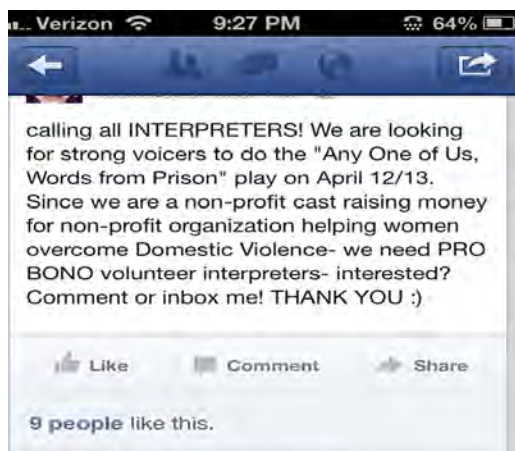 Verizon 9:27 PM 64%
calling all INTERPRETERS! We are looking
for strong voicers to do the "Any One of Us,
Words from Prison" play on April 12/13.
Since we are a non-profit cast raising money
for non-profit organization helping women
overcome Domestic Violence- we need PRO
BONO volunteer interpreters- interested?
Comment or inbox me! THANK YOU :)
Like Comment Share
9 people like this.